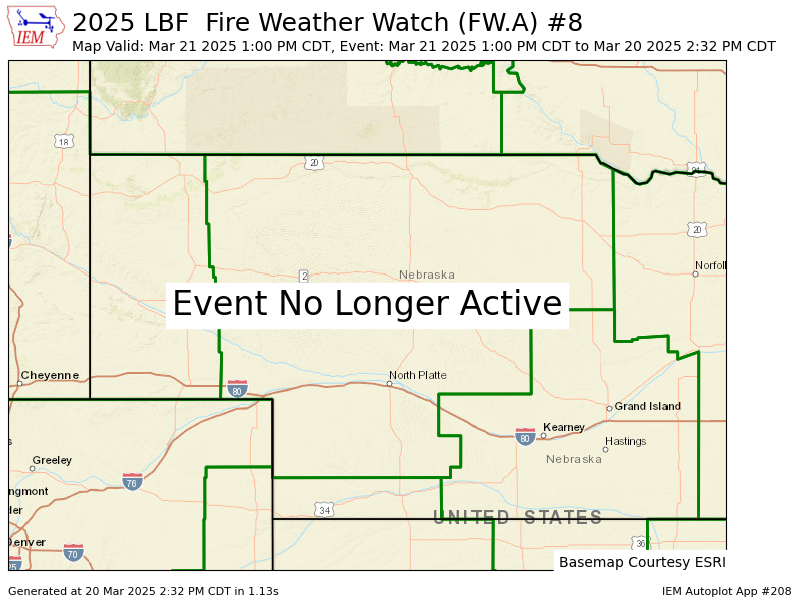 2025 LBF  Fire Weather Watch (FW.A) #8
IEM
Map Valid: Mar 21 2025 1:00 PM CDT, Event: Mar 21 2025 1:00 PM CDT to Mar 20 2025 2:32 PM CDT
18
20
20
Norfol
2
Nebraska
Event No Longer Active
Cheyenne
North Platte
80
Grand Island
Kearney
80
Hastings
Nebraska
Greeley
76
ngmont
34
UNITED STATES
70
36
25
Basemap Courtesy ESRI
Generated at 20 Mar 2025 2:32 PM CDT in 1.13s
IEM Autoplot App #208